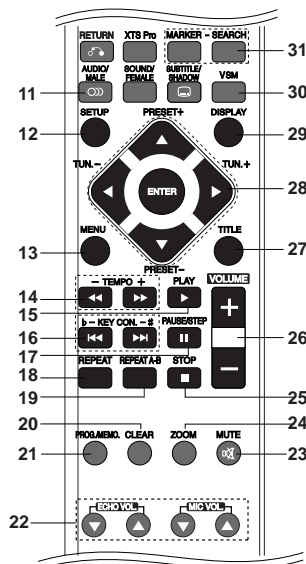 RETURN XTS Pro MARKER - SEARCH
31
AUDIO/ MALE SOUND/ FEMALE SUBTITLE/ SHADOW VSM
11 30
SETUP PRESET+ DISPLAY
12 29
TUN.- TUN.+
ENTER 28
MENU TITLE
13 27
PRESET-
- TEMPO + PLAY VOLUME
14
15
♭ - KEY CON. - # PAUSE/STEP +
16 26
17
REPEAT REPEAT A-B STOP -
18
19 25
20 24
PROG./MEMO. CLEAR ZOOM MUTE
21 23
22 ECHO VOL. MIC VOL.